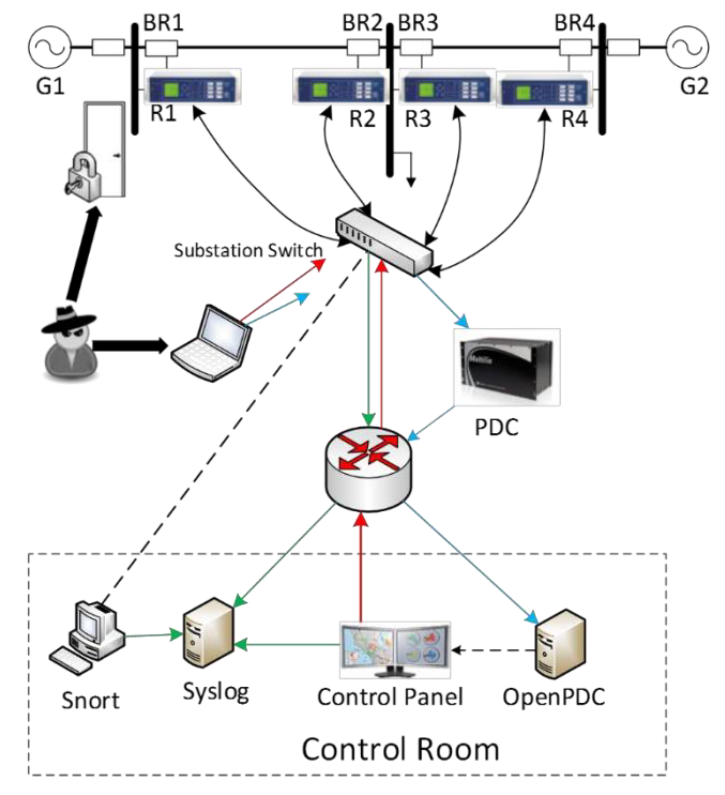 BR1 BR2 BR3 BR4
G1 G2
R1 R2 R3 R4
Substation Switch
Multilin
PDC
Snort Syslog Control Panel OpenPDC
Control Room